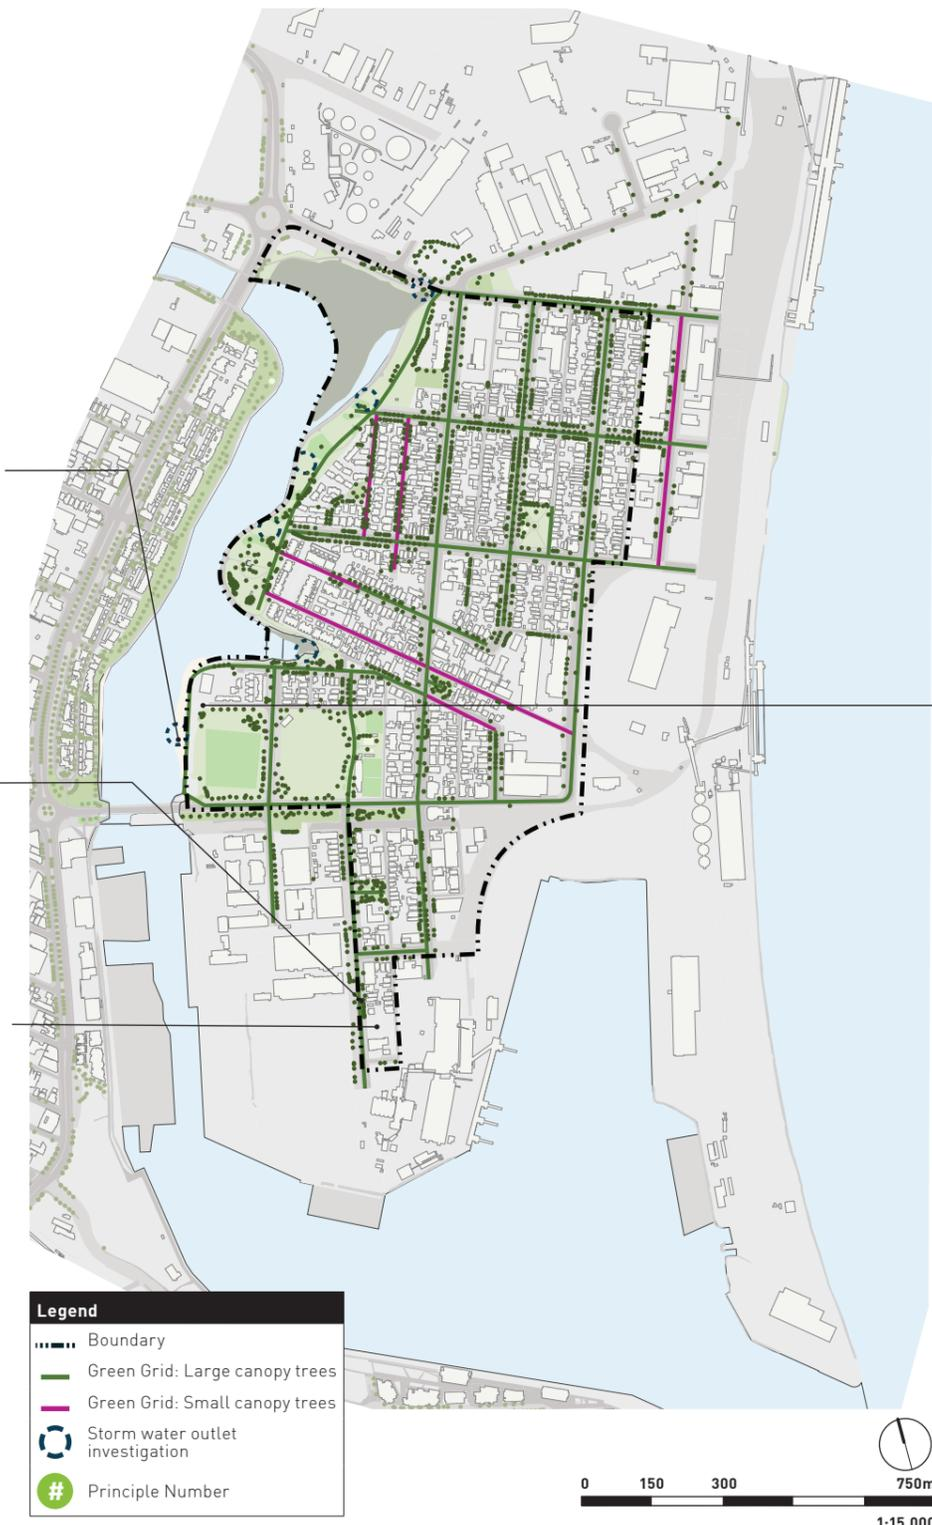 Legend
Boundary
Green Grid: Large canopy trees
Green Grid: Small canopy trees
Storm water outlet
investigation
#
Principle Number
0 150 300 750m
1:15,000